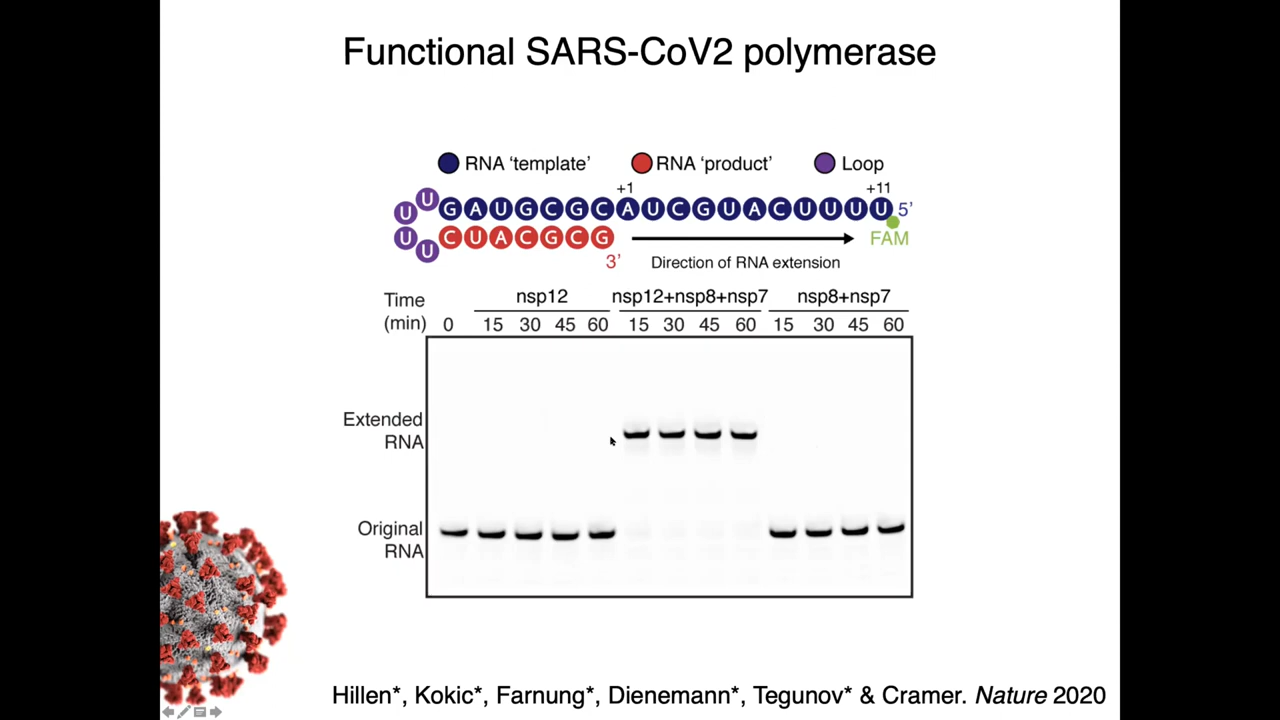 Functional SARS-CoV2 polymerase
RNA ‘template’ RNA ‘product’ Loop
+1 +11
U U G A U G C G C A U C G U A C U U U U 5’
U U C U A C G C G FAM
3’ Direction of RNA extension
Time nsp12 nsp12+nsp8+nsp7 nsp8+nsp7
(min) 0 15 30 45 60 15 30 45 60 15 30 45 60
Extended
RNA
Original
RNA
Hillen*, Kokic*, Farnung*, Dienemann*, Tegunov* & Cramer. Nature 2020